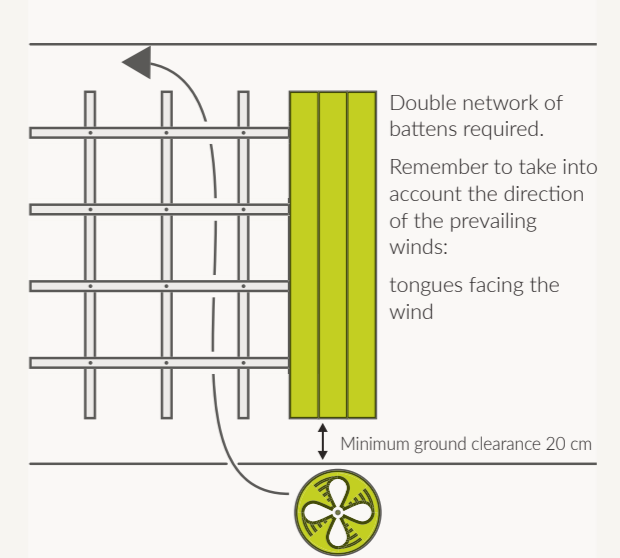 Double network of
battens required.
Remember to take into
account the direction
of the prevailing
winds:
tongues facing the
wind
Minimum ground clearance 20 cm